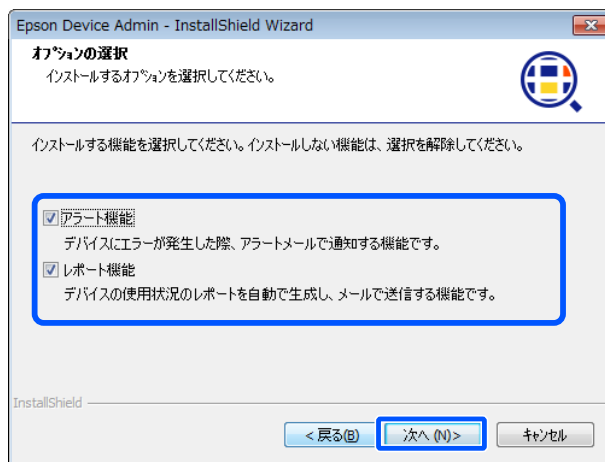 Epson Device Admin - InstallShield Wizard
オプションの選択
インストールするオプションを選択してください。
インストールする機能を選択してください。インストールしない機能は、選択を解除してください。
アラート機能
デバイスにエラーが発生した際、アラートメールで通知する機能です。
レポート機能
デバイスの使用状況のレポートを自動で生成し、メールで送信する機能です。
InstallShield
< 戻る(B) 次へ (N)> キャンセル